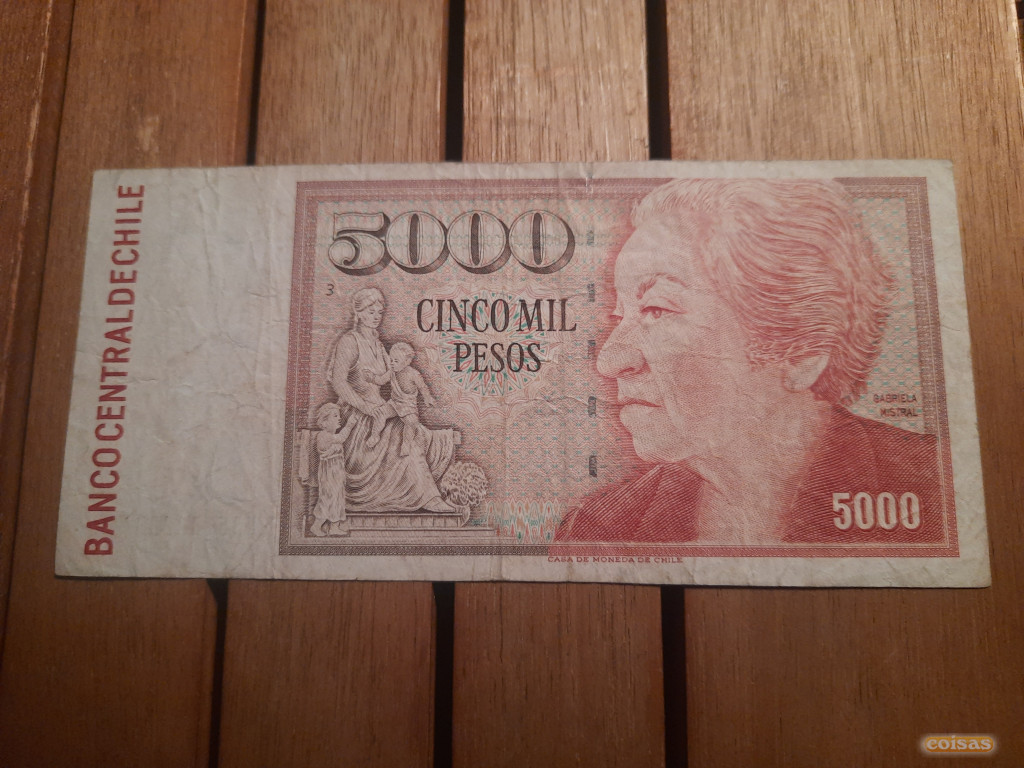 BANCO CENTRAL DE CHILE
5000
3
CINCO MIL
PESOS
GABRIELA
MISTRAL
5000
CASA DE MONEDA DE CHILE
coisas